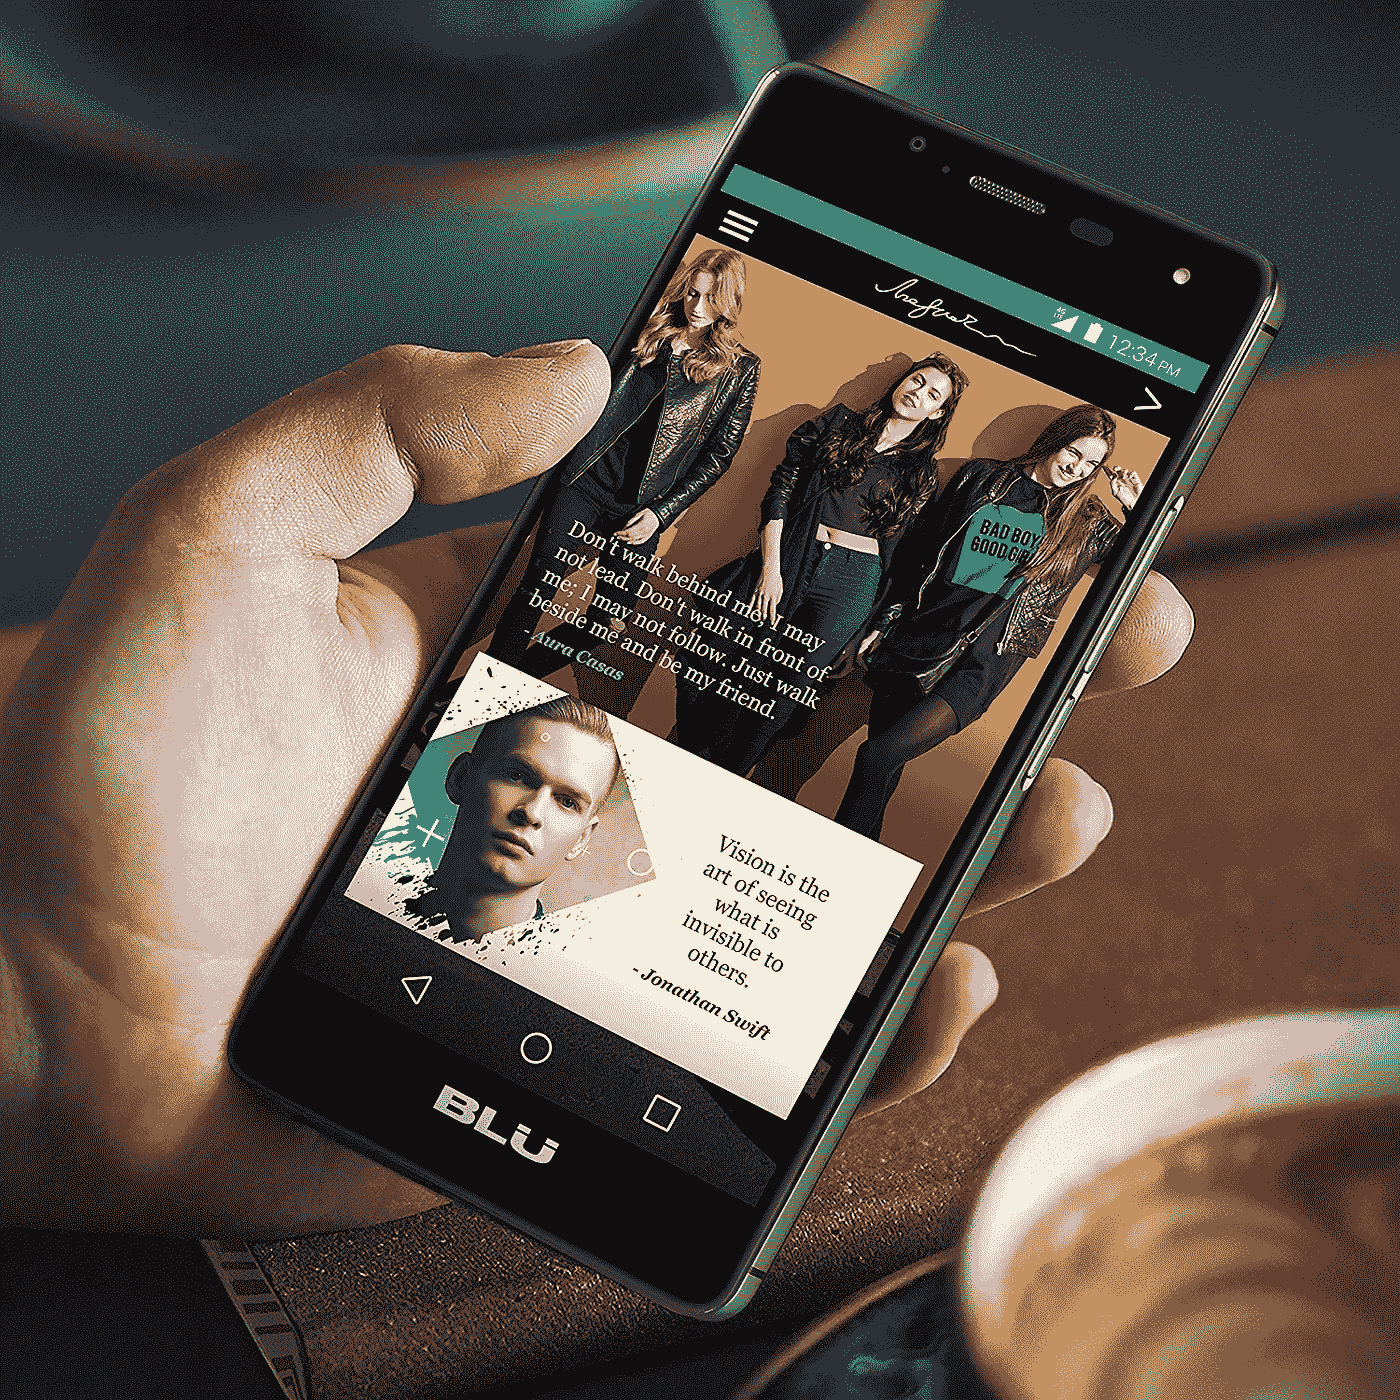 4G
LTE
12:34 PM
BAD BOY
GOOD GIR
Don't walk behind me; I may
not lead. Don't walk in front of
me; I may not follow. Just walk
beside me and be my friend.
- Aura Casas
Vision is the
art of seeing
what is
invisible to
others.
- Jonathan Swift
BLU